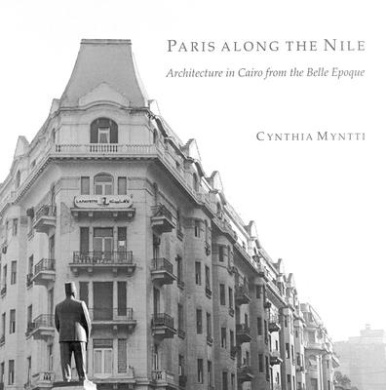 PARIS ALONG THE NILE
Architecture in Cairo from the Belle Epoque
CYNTHIA MYNTTI